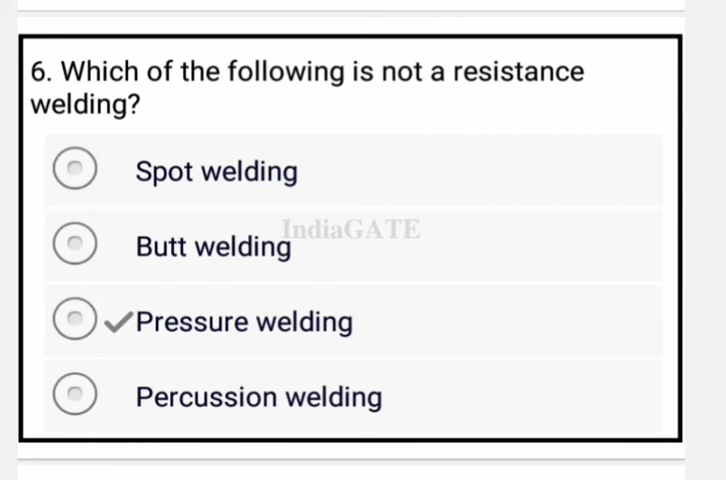 6. Which of the following is not a resistance
welding?
Spot welding
IndiaGATE
Butt welding
Pressure welding
Percussion welding